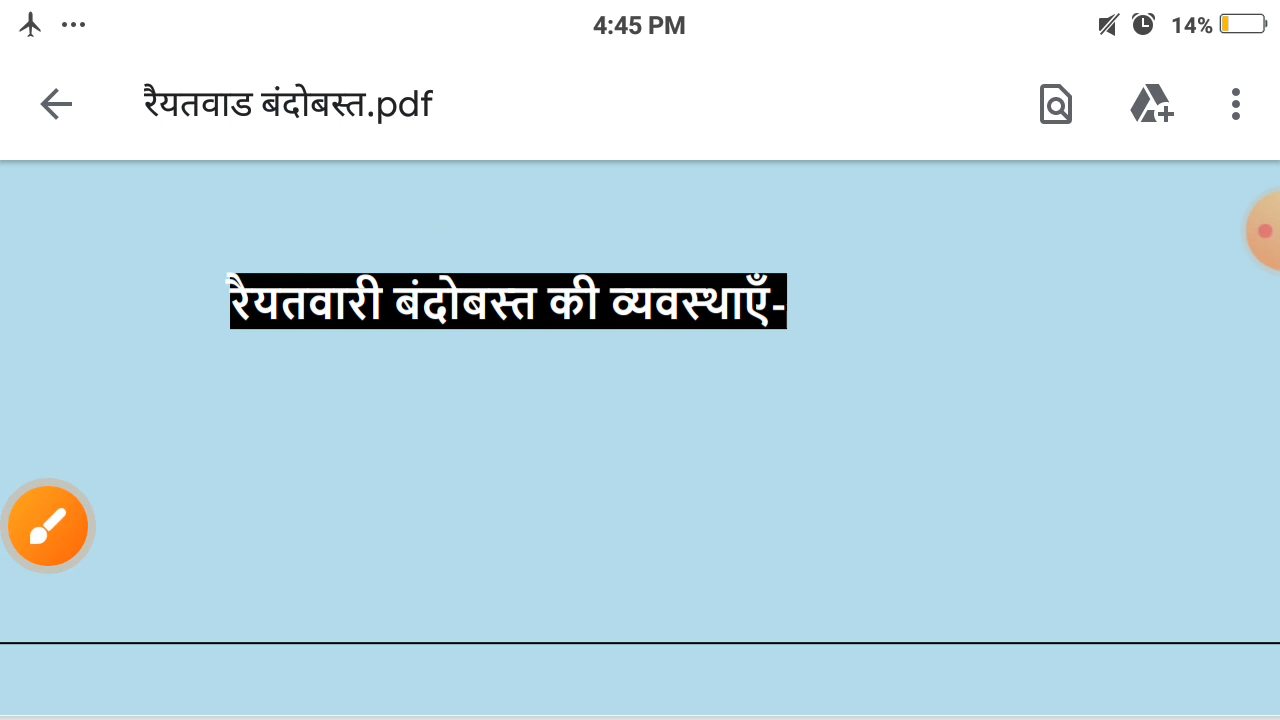 4:45 PM
14%
रैयतवाड बंदोबस्त.pdf
रैयतवारी बंदोबस्त की व्यवस्थाएँ-